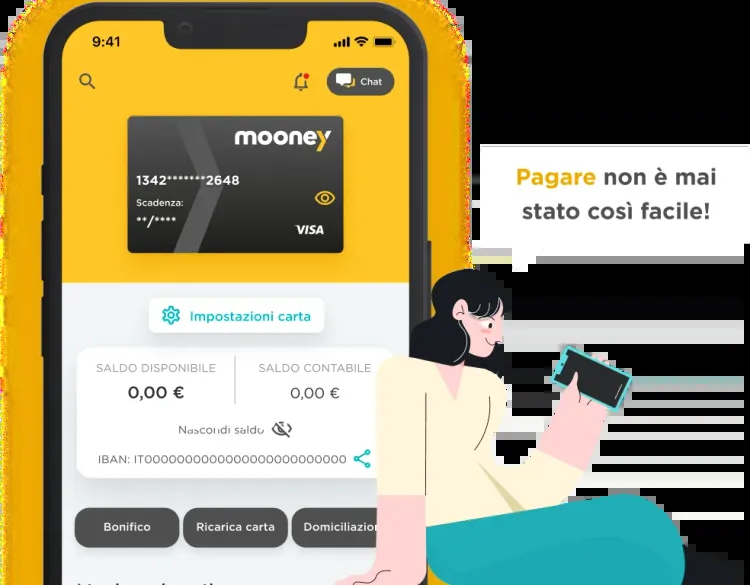 9:41
Chat
mooney
1342*******2648
Scadenza:
**/****
VISA
Pagare non è mai
stato così facile!
Impostazioni carta
SALDO DISPONIBILE SALDO CONTABILE
0,00 € 0,00 €
Nascondi saldo
IBAN: IT0000000000000000000000000
Bonifico Ricarica carta Domiciliazion